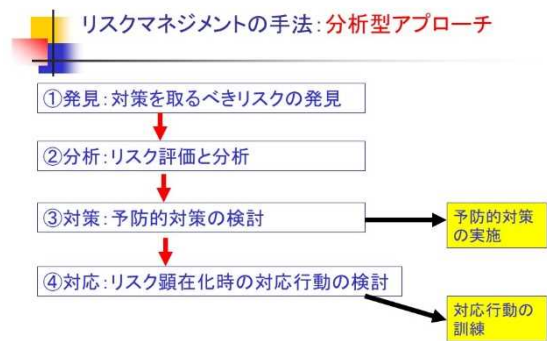 リスクマネジメントの手法:分析型アプローチ
①発見:対策を取るべきリスクの発見
②分析:リスク評価と分析
③対策:予防的対策の検討
予防的対策
の実施
④対応:リスク顕在化時の対応行動の検討
対応行動の
訓練